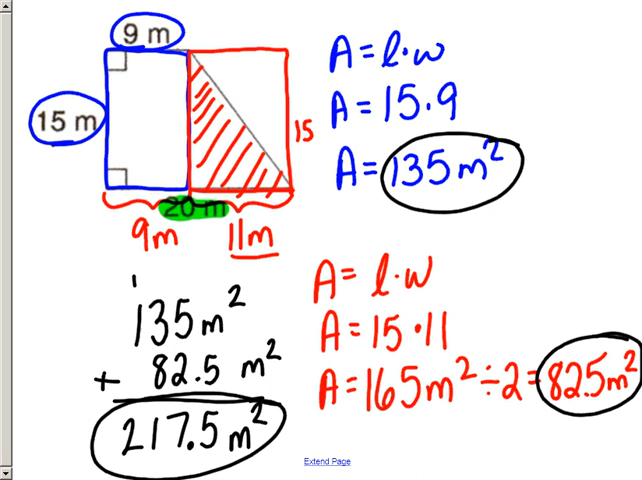 9 m
15 m
15
20 m
9m
11m
A = l·w
A = 15·9
A = 135 m²
1
135 m²
+ 82.5 m²
217.5 m²
A = l·w
A = 15·11
A = 165 m² ÷ 2 = 82.5 m²
Extend Page